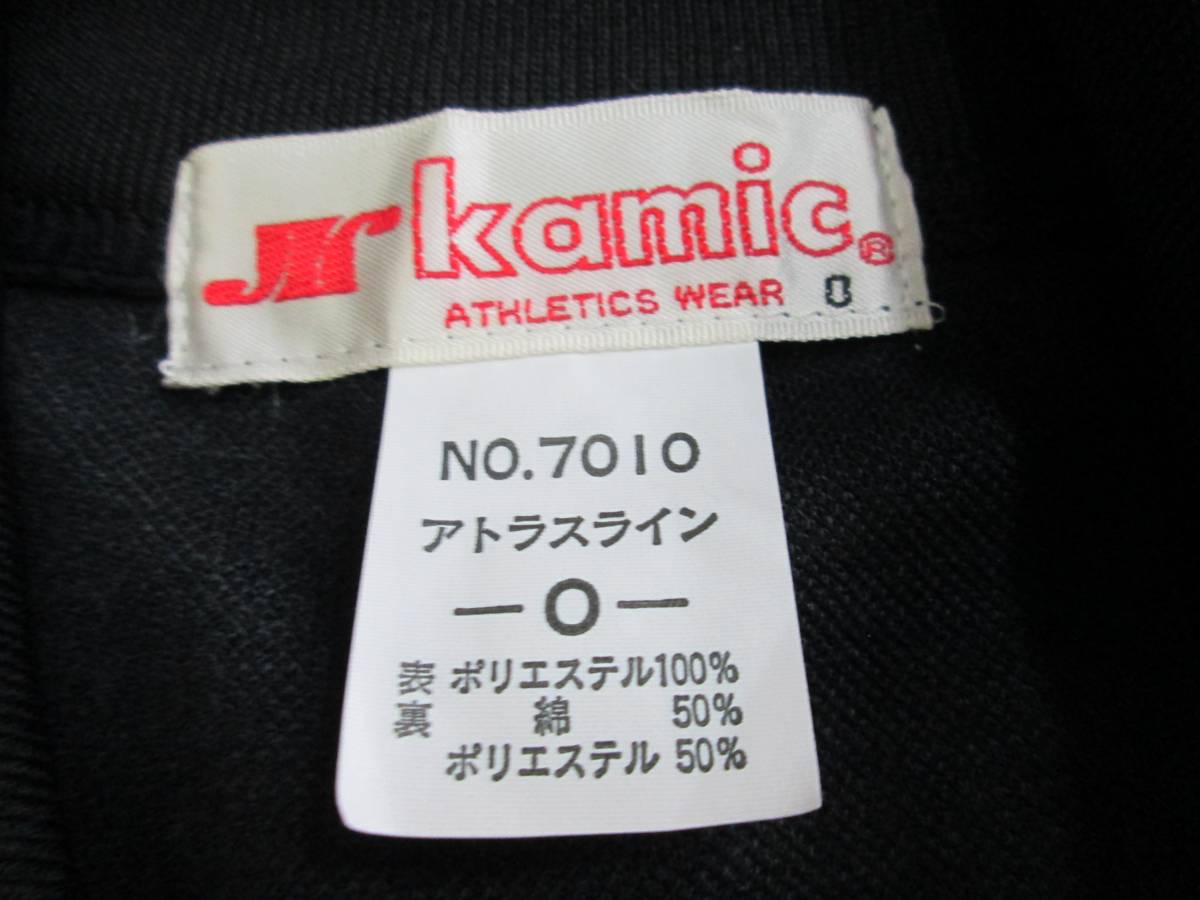 kamic®
ATHLETICS WEAR 0
NO.7010
アトラスライン
—O—
表 ポリエステル100%
裏 綿 50%
ポリエステル 50%